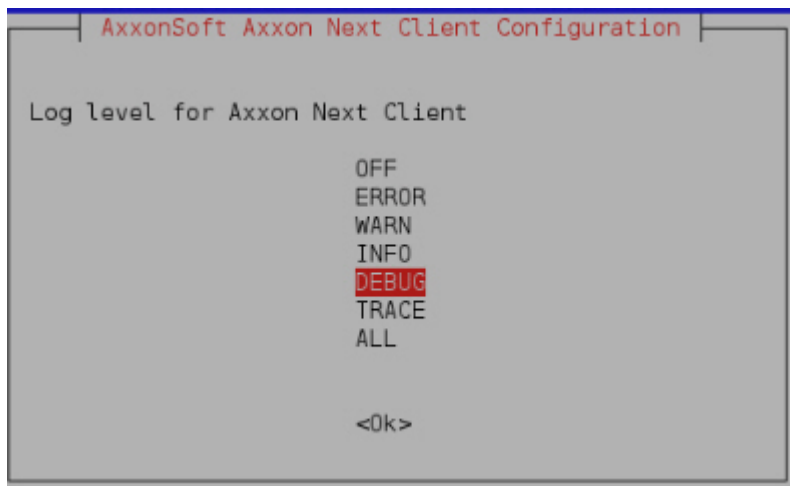 AxxonSoft Axxon Next Client Configuration
Log level for Axxon Next Client
OFF
ERROR
WARN
INFO
DEBUG
TRACE
ALL
<Ok>